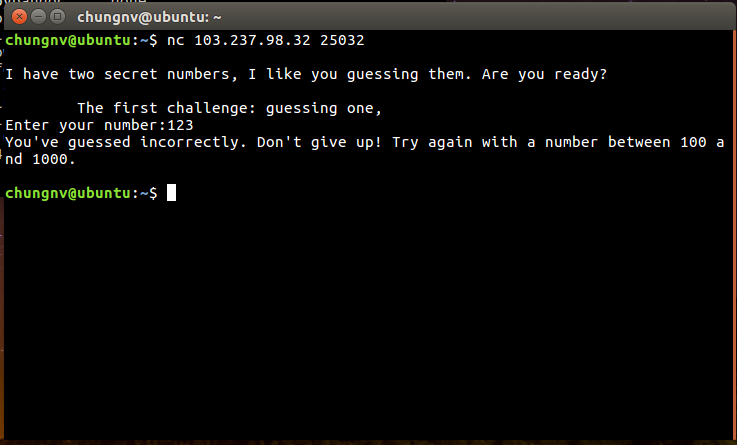 chungnv@ubuntu: ~
chungnv@ubuntu:~$ nc 103.237.98.32 25032
I have two secret numbers, I like you guessing them. Are you ready?
The first challenge: guessing one,
Enter your number:123
You've guessed incorrectly. Don't give up! Try again with a number between 100 a
nd 1000.
chungnv@ubuntu:~$